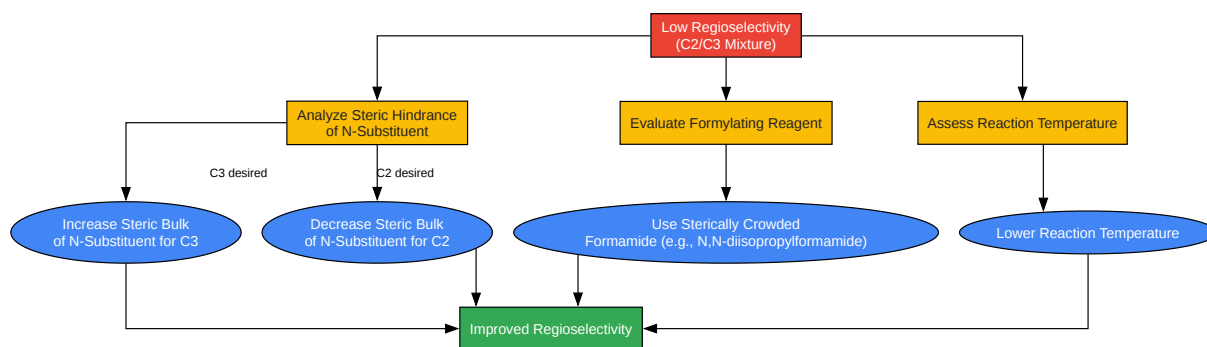 Low Regioselectivity
(C2/C3 Mixture)
Analyze Steric Hindrance
of N-Substituent
Evaluate Formylating Reagent
Assess Reaction Temperature
C3 desired
C2 desired
Increase Steric Bulk
of N-Substituent for C3
Decrease Steric Bulk
of N-Substituent for C2
Use Sterically Crowded
Formamide (e.g., N,N-diisopropylformamide)
Lower Reaction Temperature
Improved Regioselectivity